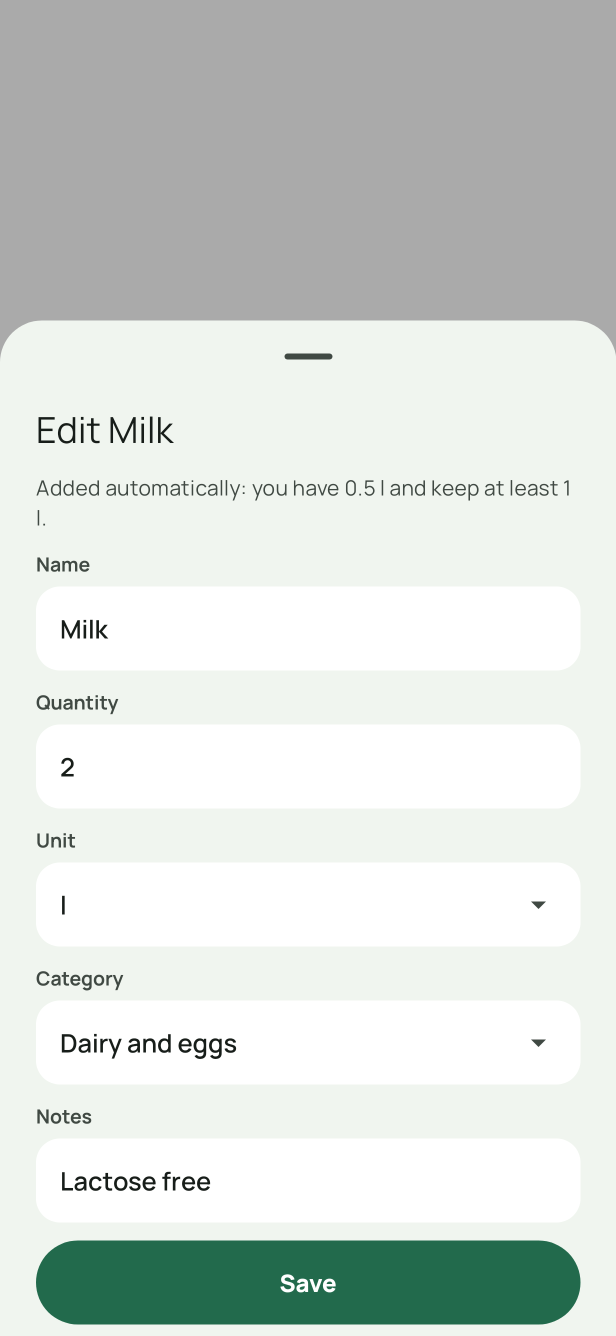 Edit Milk
Added automatically: you have 0.5 l and keep at least 1
l.
Name
Milk
Quantity
2
Unit
l
Category
Dairy and eggs
Notes
Lactose free
Save